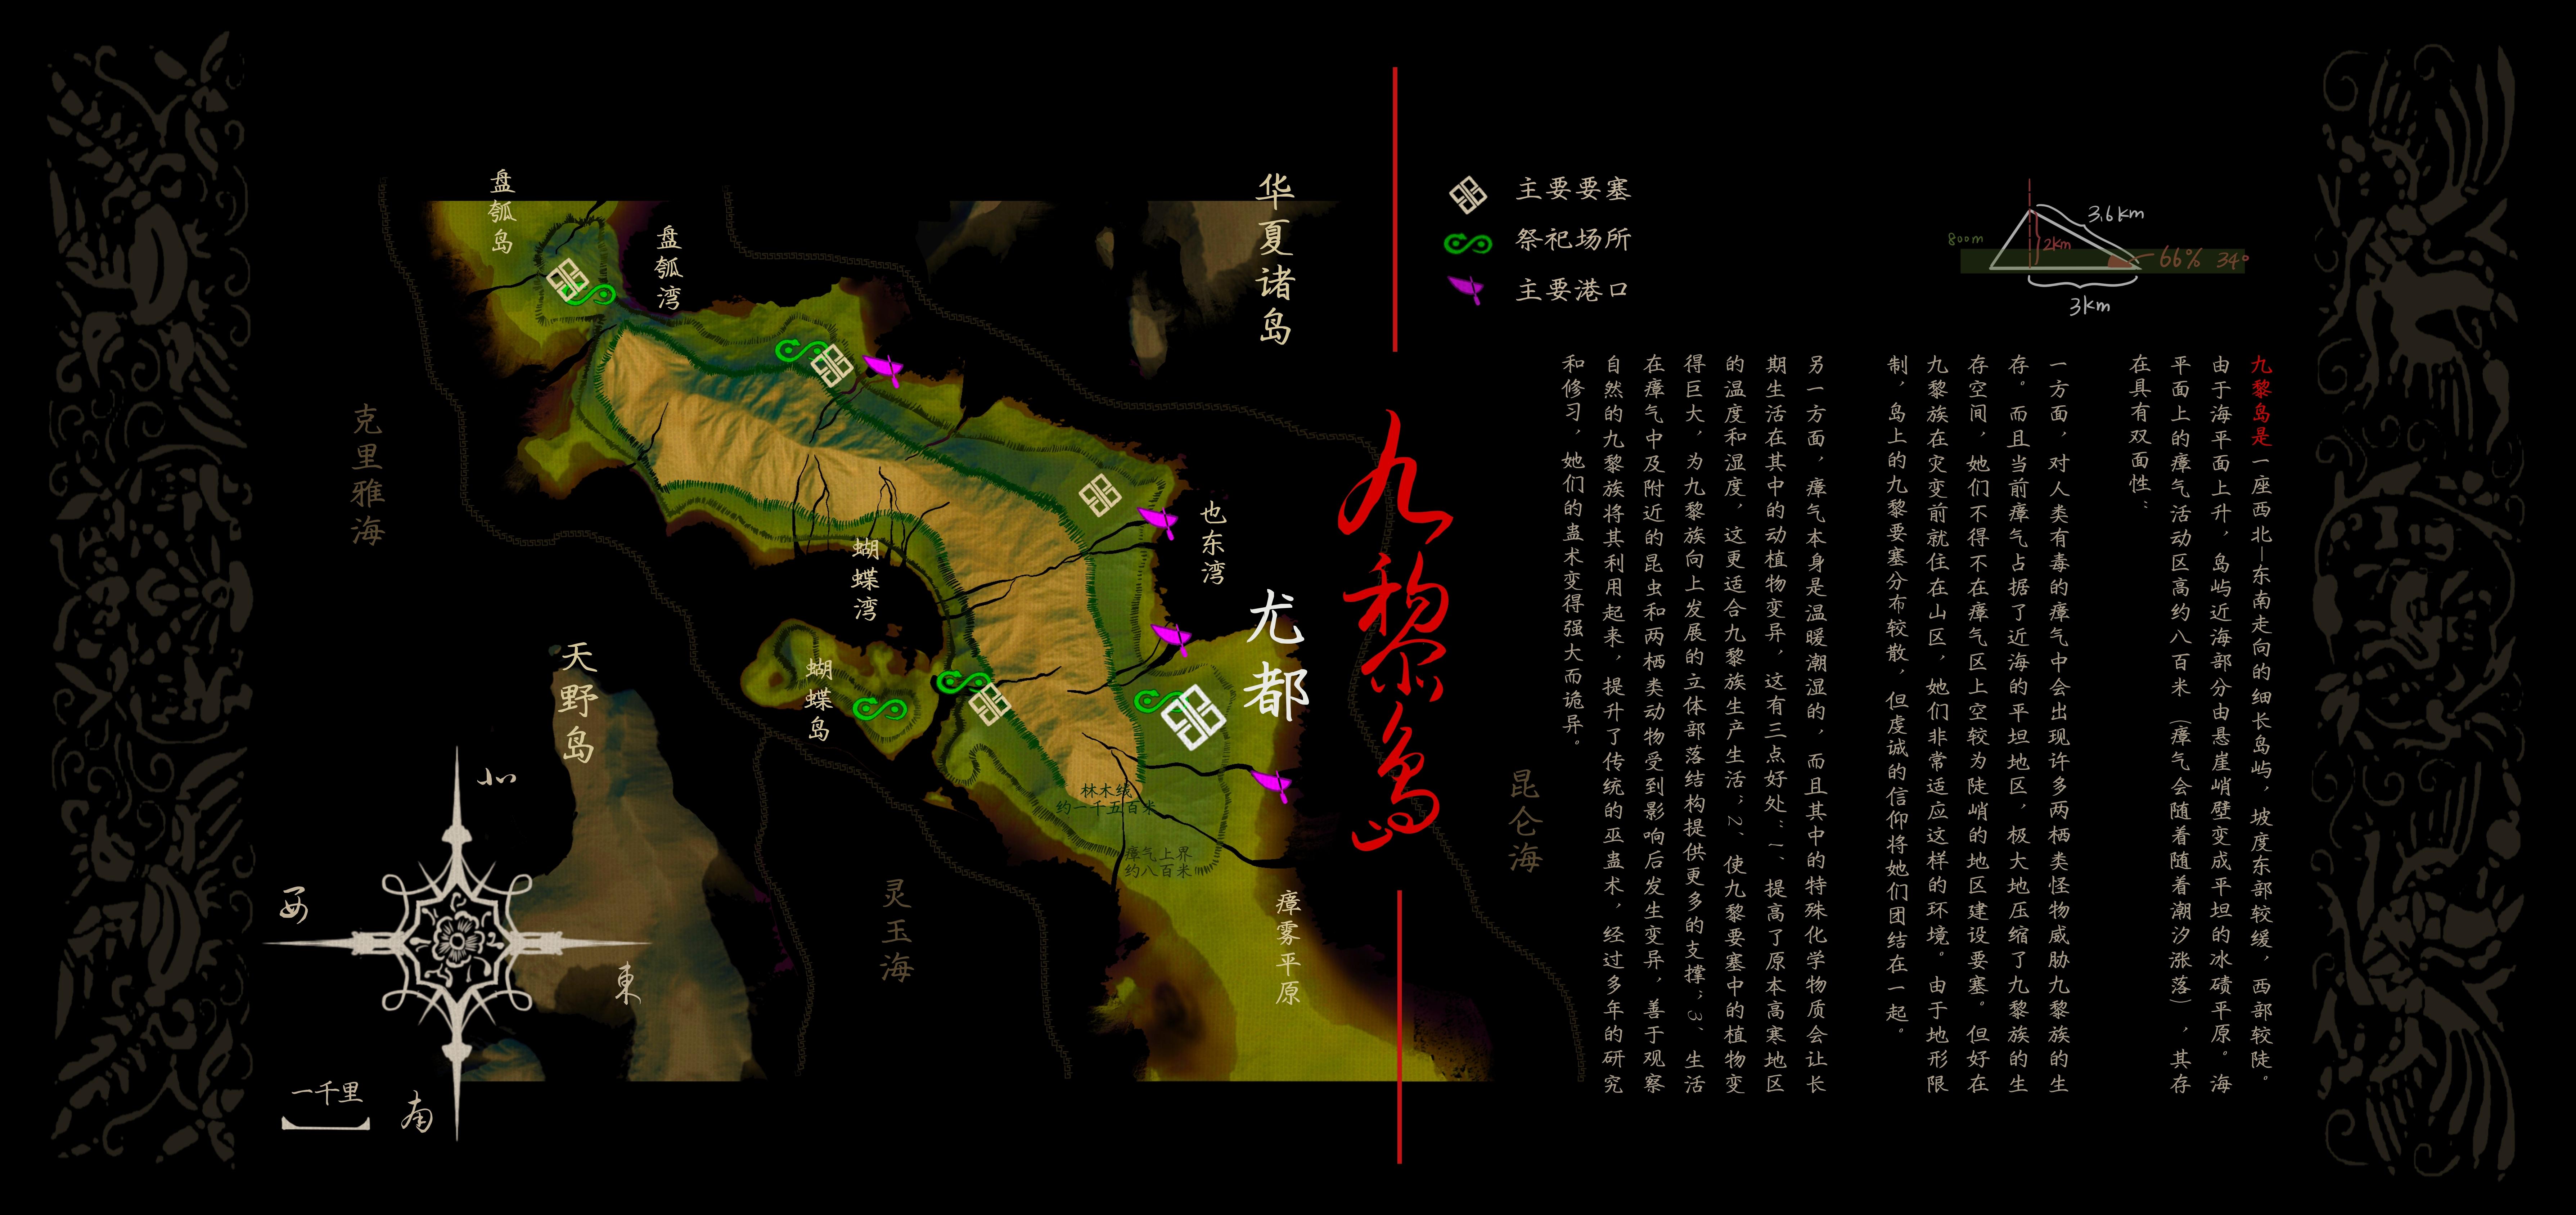 盘瓠岛
盘瓠湾
华夏诸岛
克里雅海
蝴蝶湾
也东湾
尤都
蝴蝶岛
天野岛
林木线
约一千五百米
瘴气上界
约八百米
灵玉海
昆仑海
瘴雾平原
北
西
東
南
一千里
九黎岛
主要要塞
祭祀场所
主要港口
800m
3.6km
2km
66% 34°
3km
九黎岛是一座西北—东南走向的细长岛屿，坡度东部较缓，西部较陡。
由于海平面上升，岛屿近海部分由悬崖峭壁变成平坦的冰碛平原。海
平面上的瘴气活动区高约八百米（瘴气会随着随着潮汐涨落），其存
在具有双面性：
一方面，对人类有毒的瘴气中会出现许多两栖类怪物威胁九黎族的生
存。而且当前瘴气占据了近海的平坦地区，极大地压缩了九黎族的生
存空间，她们不得不在瘴气区上空较为陡峭的地区建设要塞。但好在
九黎族在灾变前就住在山区，她们非常适应这样的环境。由于地形限
制，岛上的九黎要塞分布较散，但虔诚的信仰将她们团结在一起。
另一方面，瘴气本身是温暖潮湿的，而且其中的特殊化学物质会让长
期生活在其中的动植物变异，这有三点好处：一、提高了原本高寒地区
的温度和湿度，这更适合九黎族生产生活；2、使九黎要塞中的植物变
得巨大，为九黎族向上发展的立体部落结构提供更多的支撑；3、生活
在瘴气中及附近的昆虫和两栖类动物受到影响后发生变异，善于观察
自然的九黎族将其利用起来，提升了传统的巫蛊术，经过多年的研究
和修习，她们的蛊术变得强大而诡异。